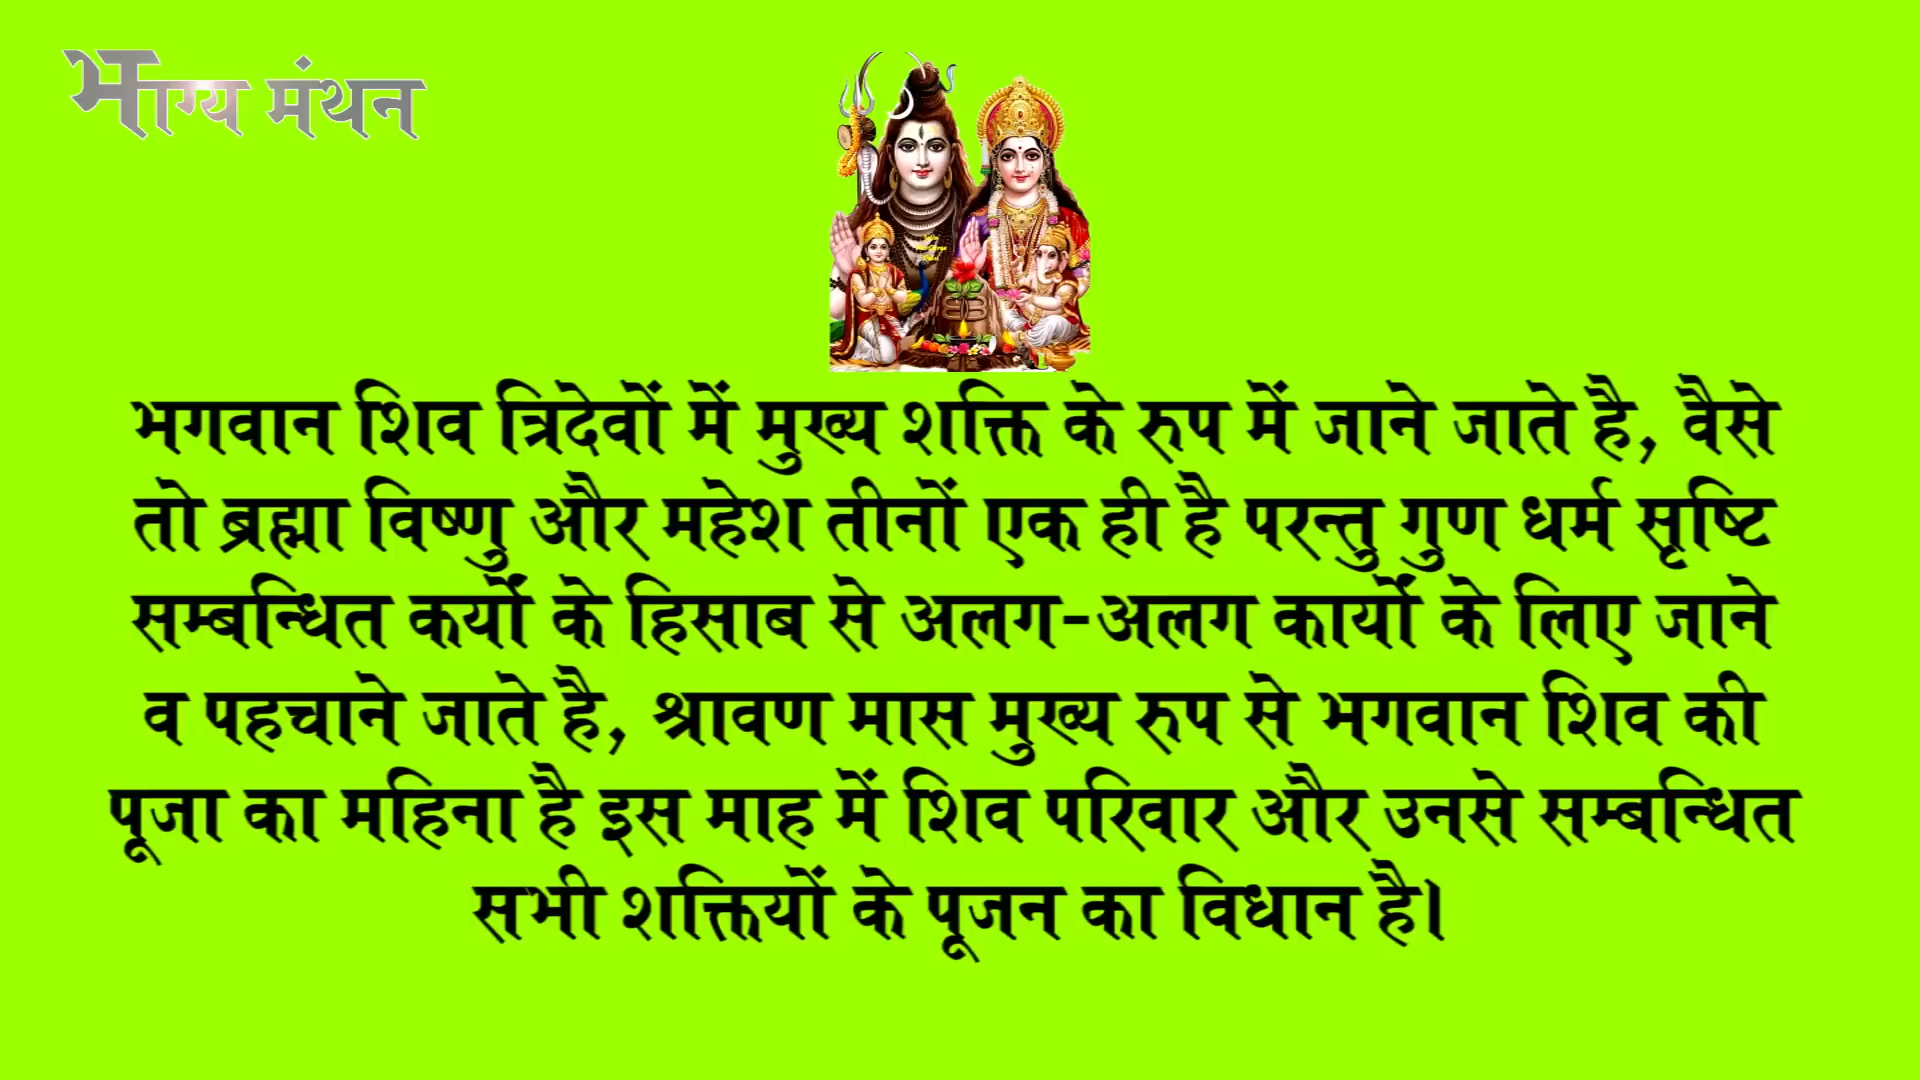 भाग्य मंथन
भगवान शिव त्रिदेवों में मुख्य शक्ति के रुप में जाने जाते है, वैसे
तो ब्रह्मा विष्णु और महेश तीनों एक ही है परन्तु गुण धर्म सृष्टि
सम्बन्धित कर्यो के हिसाब से अलग-अलग कार्यो के लिए जाने
व पहचाने जाते है, श्रावण मास मुख्य रुप से भगवान शिव की
पूजा का महिना है इस माह में शिव परिवार और उनसे सम्बन्धित
सभी शक्तियों के पूजन का विधान है।